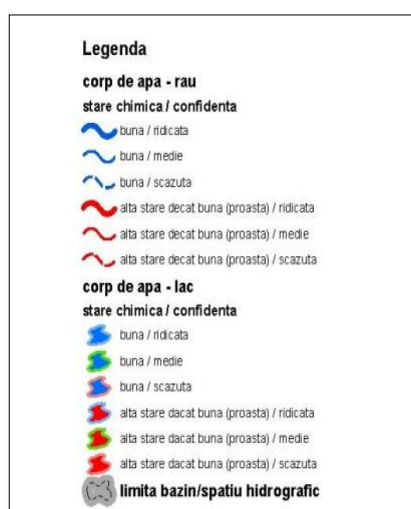 Legenda
corp de apa - rau
stare chimica / confidenta
buna / ridicata
buna / medie
buna / scazuta
alta stare decat buna (proasta) / ridicata
alta stare decat buna (proasta) / medie
alta stare decat buna (proasta) / scazuta
corp de apa - lac
stare chimica / confidenta
buna / ridicata
buna / medie
buna / scazuta
alta stare dacat buna (proasta) / ridicata
alta stare dacat buna (proasta) / medie
alta stare dacat buna (proasta) / scazuta
limita bazin/spatiu hidrografic